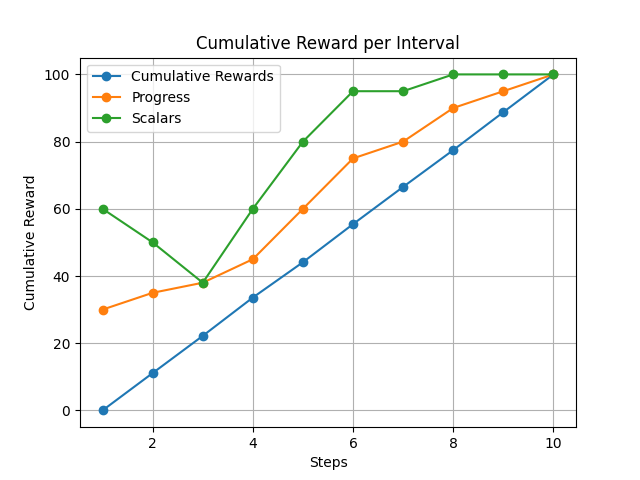 Cumulative Reward per Interval
Cumulative Rewards
Progress
Scalars
Cumulative Reward
100
80
60
40
20
0
2
4
6
8
10
Steps